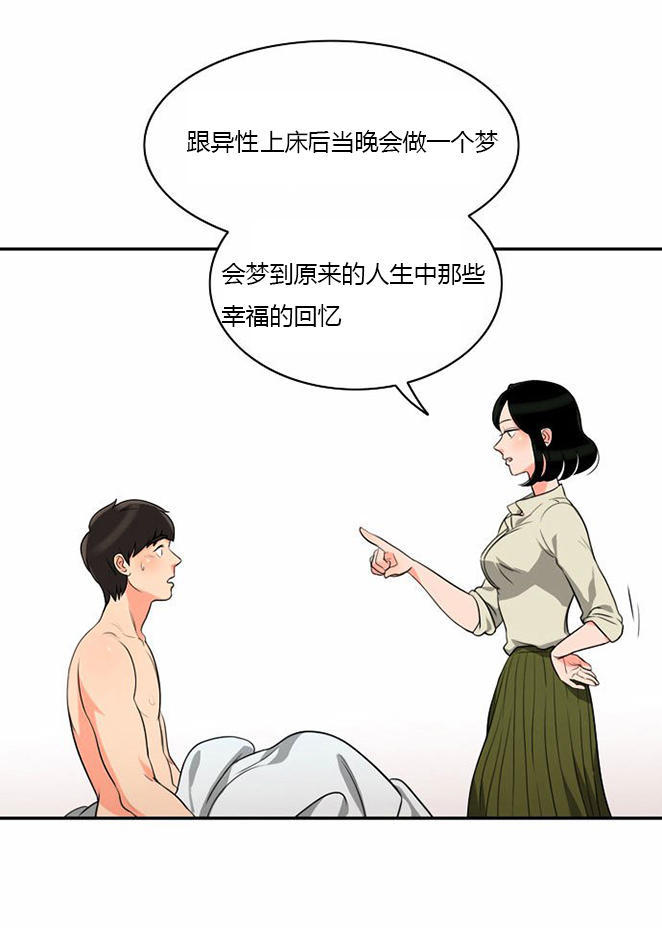 跟异性上床后当晚会做一个梦
会梦到原来的人生中那些
幸福的回忆